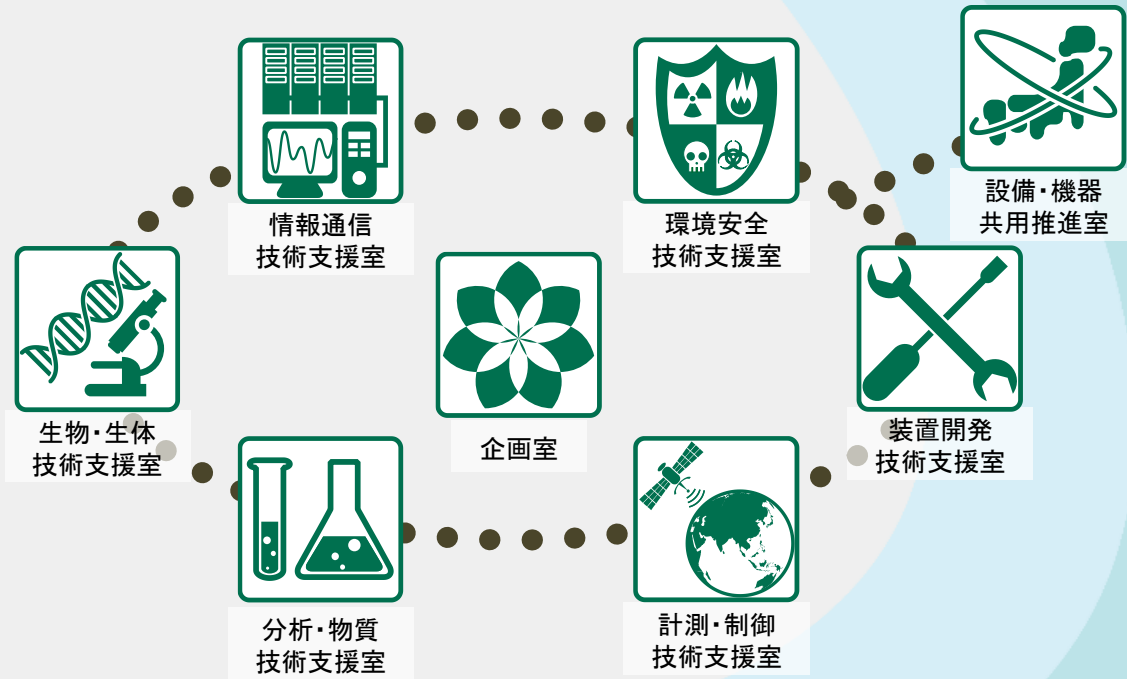 設備・機器
共用推進室
情報通信
技術支援室
環境安全
技術支援室
生物・生体
技術支援室
企画室
装置開発
技術支援室
分析・物質
技術支援室
計測・制御
技術支援室